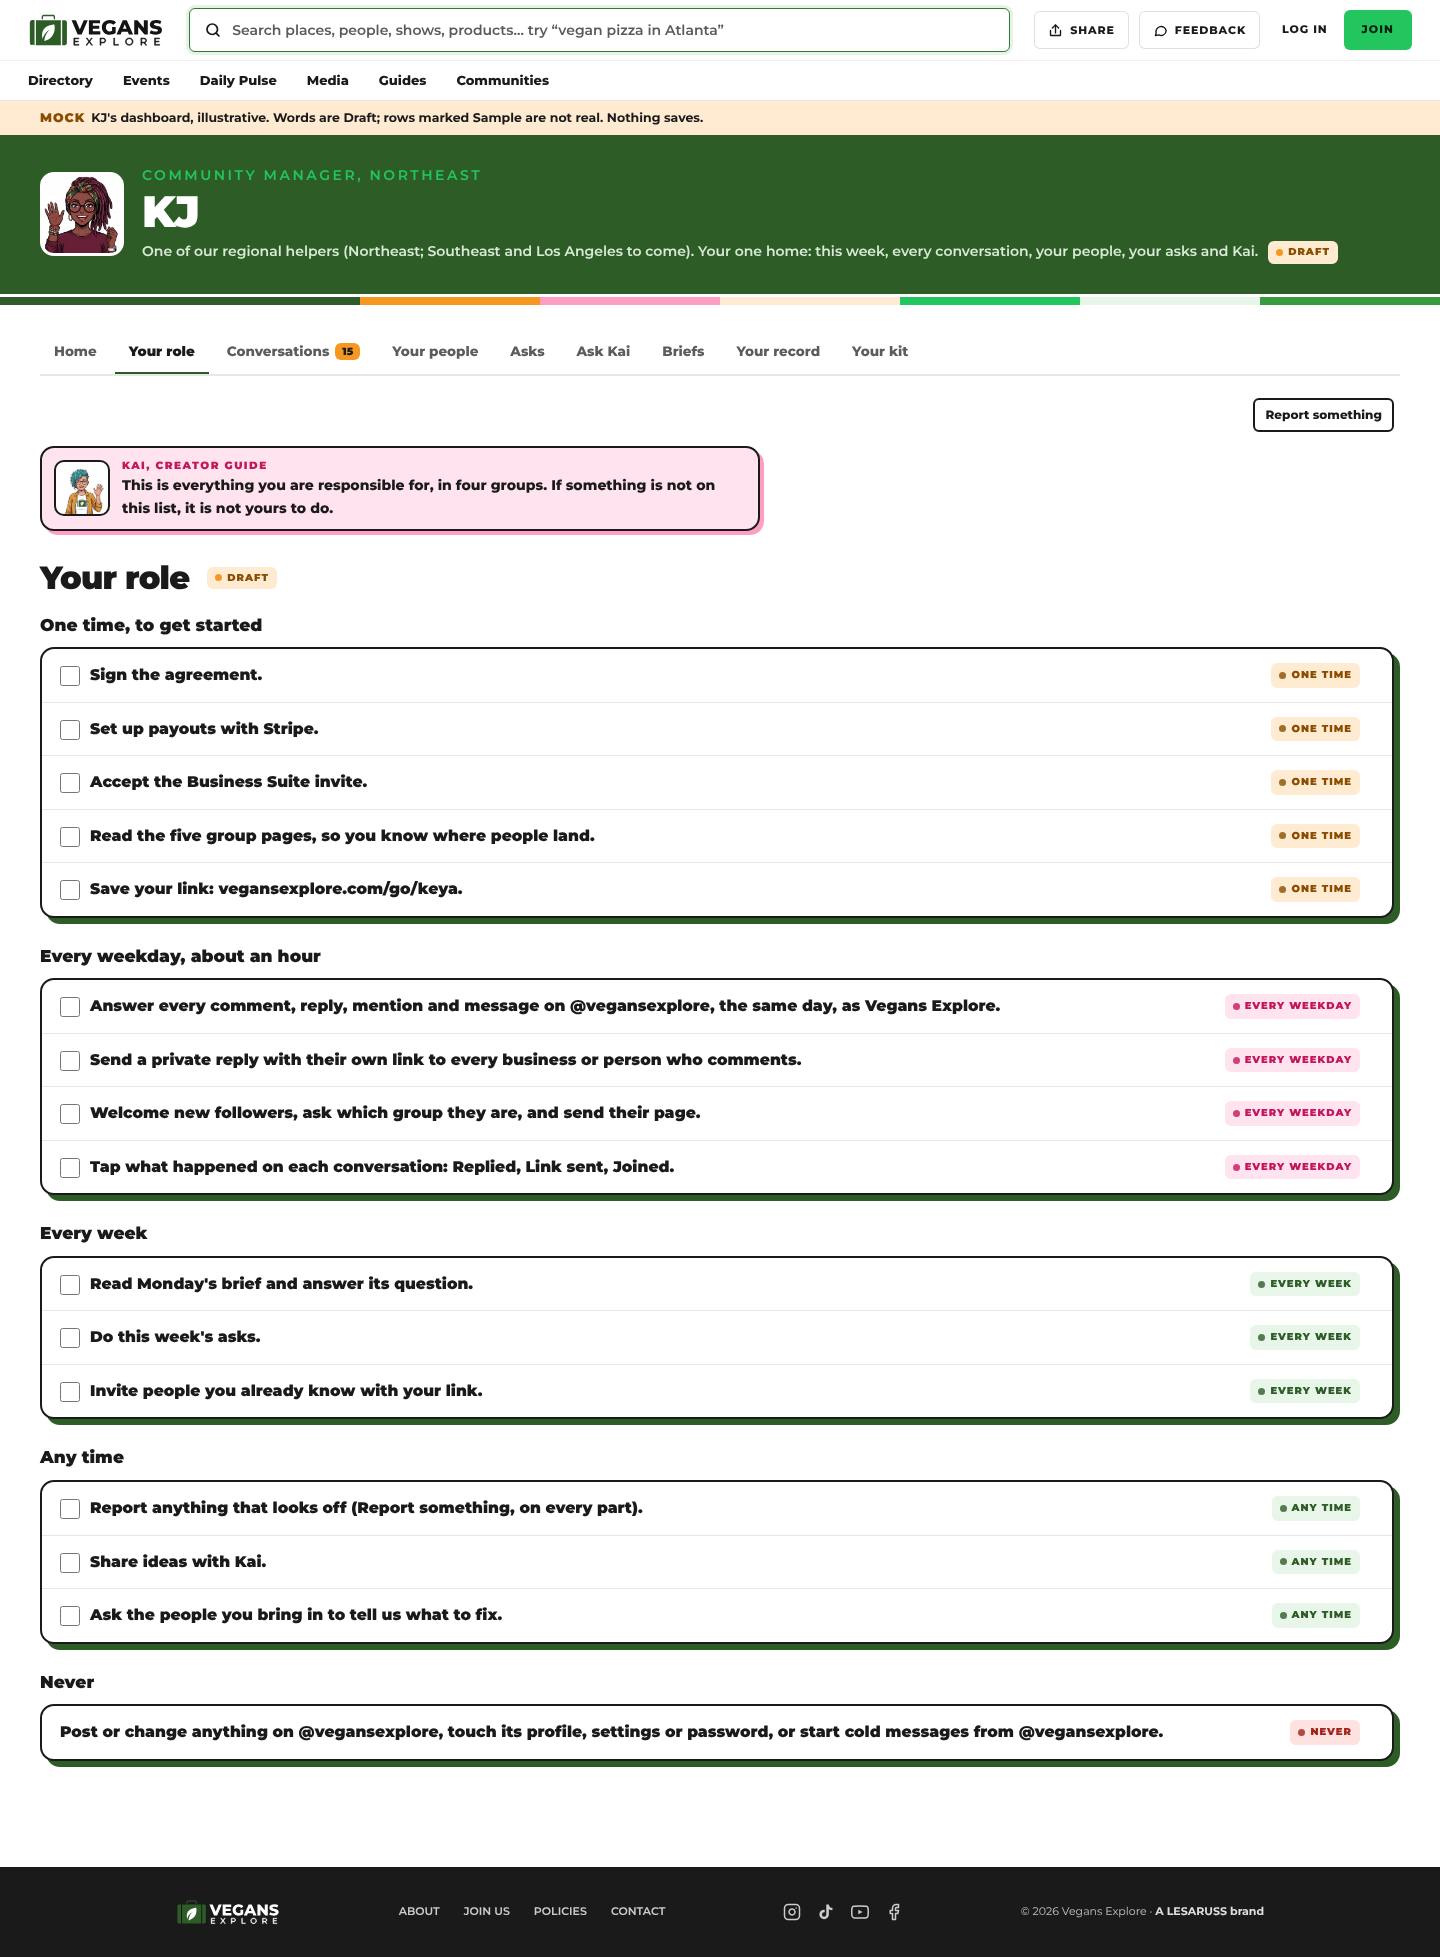 VEGANS
EXPLORE
Search places, people, shows, products... try “vegan pizza in Atlanta”
SHARE
FEEDBACK
LOG IN
JOIN
Directory
Events
Daily Pulse
Media
Guides
Communities
MOCK KJ's dashboard, illustrative. Words are Draft; rows marked Sample are not real. Nothing saves.
COMMUNITY MANAGER, NORTHEAST
KJ
One of our regional helpers (Northeast; Southeast and Los Angeles to come). Your one home: this week, every conversation, your people, your asks and Kai.
DRAFT
Home
Your role
Conversations 15
Your people
Asks
Ask Kai
Briefs
Your record
Your kit
Report something
KAI, CREATOR GUIDE
This is everything you are responsible for, in four groups. If something is not on
this list, it is not yours to do.
Your role
DRAFT
One time, to get started
Sign the agreement.
ONE TIME
Set up payouts with Stripe.
ONE TIME
Accept the Business Suite invite.
ONE TIME
Read the five group pages, so you know where people land.
ONE TIME
Save your link: vegansexplore.com/go/keya.
ONE TIME
Every weekday, about an hour
Answer every comment, reply, mention and message on @vegansexplore, the same day, as Vegans Explore.
EVERY WEEKDAY
Send a private reply with their own link to every business or person who comments.
EVERY WEEKDAY
Welcome new followers, ask which group they are, and send their page.
EVERY WEEKDAY
Tap what happened on each conversation: Replied, Link sent, Joined.
EVERY WEEKDAY
Every week
Read Monday's brief and answer its question.
EVERY WEEK
Do this week's asks.
EVERY WEEK
Invite people you already know with your link.
EVERY WEEK
Any time
Report anything that looks off (Report something, on every part).
ANY TIME
Share ideas with Kai.
ANY TIME
Ask the people you bring in to tell us what to fix.
ANY TIME
Never
Post or change anything on @vegansexplore, touch its profile, settings or password, or start cold messages from @vegansexplore.
NEVER
VEGANS
EXPLORE
ABOUT
JOIN US
POLICIES
CONTACT
© 2026 Vegans Explore · A LESARUSS brand